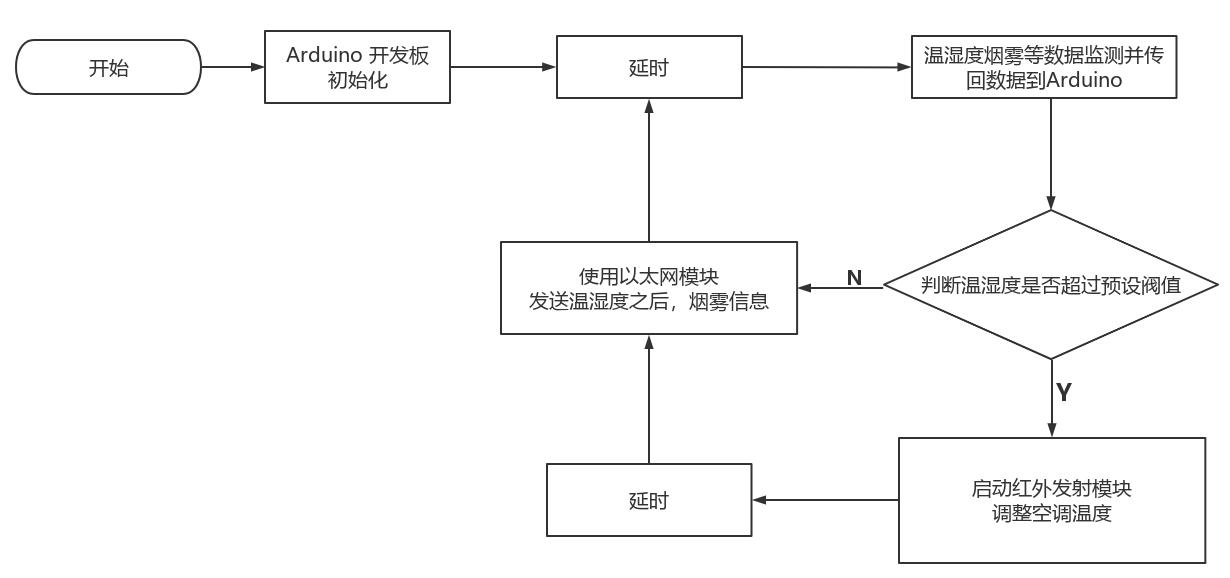 开始
Arduino 开发板
初始化
延时
温湿度烟雾等数据监测并传
回数据到Arduino
使用以太网模块
发送温湿度之后，烟雾信息
N
判断温湿度是否超过预设阀值
Y
延时
启动红外发射模块
调整空调温度